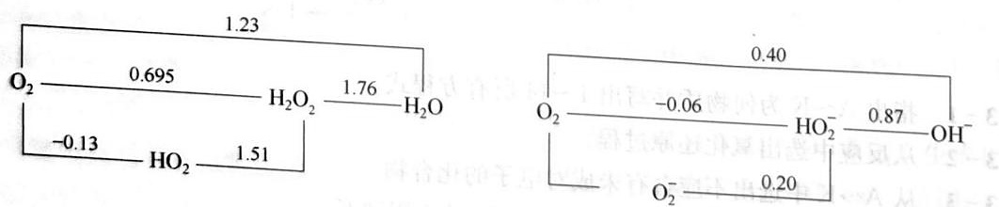 1.23
0.40
O₂ 0.695 H₂O₂ 1.76 H₂O
O₂ -0.06 HO₂⁻ 0.87 OH⁻
-0.13 HO₂ 1.51
O₂⁻ 0.20